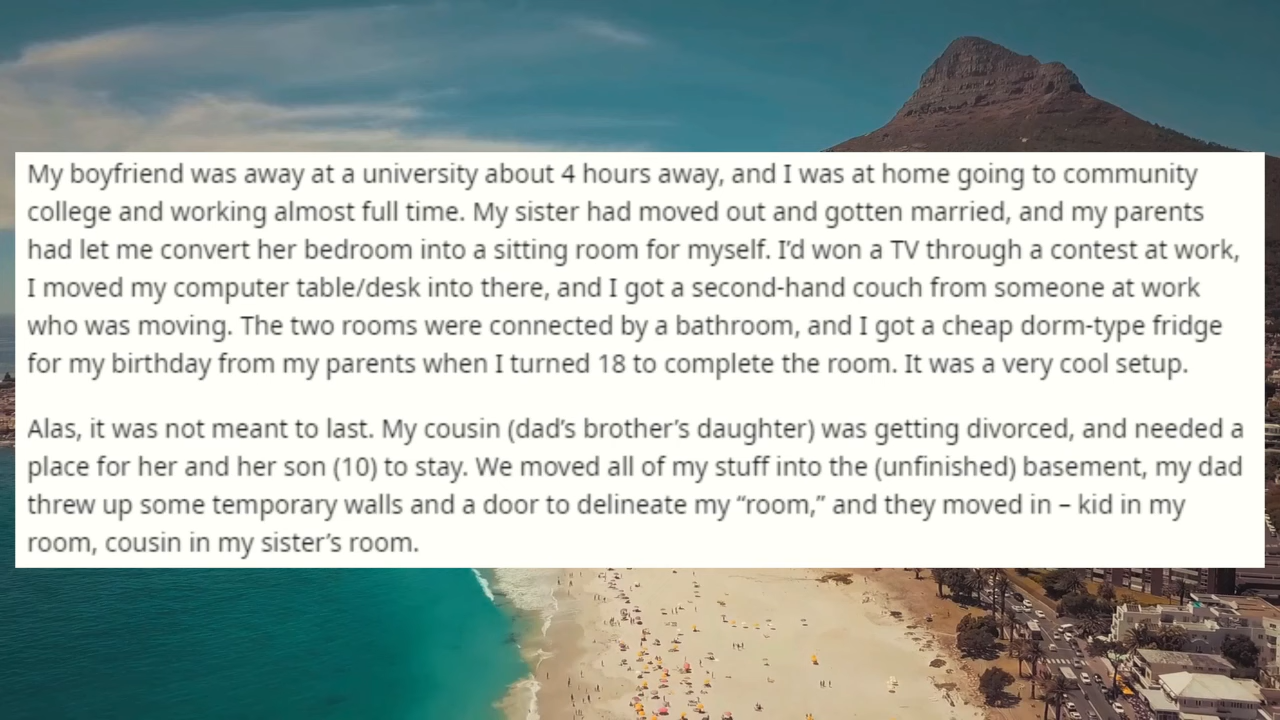 My boyfriend was away at a university about 4 hours away, and I was at home going to community
college and working almost full time. My sister had moved out and gotten married, and my parents
had let me convert her bedroom into a sitting room for myself. I’d won a TV through a contest at work,
I moved my computer table/desk into there, and I got a second-hand couch from someone at work
who was moving. The two rooms were connected by a bathroom, and I got a cheap dorm-type fridge
for my birthday from my parents when I turned 18 to complete the room. It was a very cool setup.
Alas, it was not meant to last. My cousin (dad’s brother’s daughter) was getting divorced, and needed a
place for her and her son (10) to stay. We moved all of my stuff into the (unfinished) basement, my dad
threw up some temporary walls and a door to delineate my “room,” and they moved in – kid in my
room, cousin in my sister’s room.